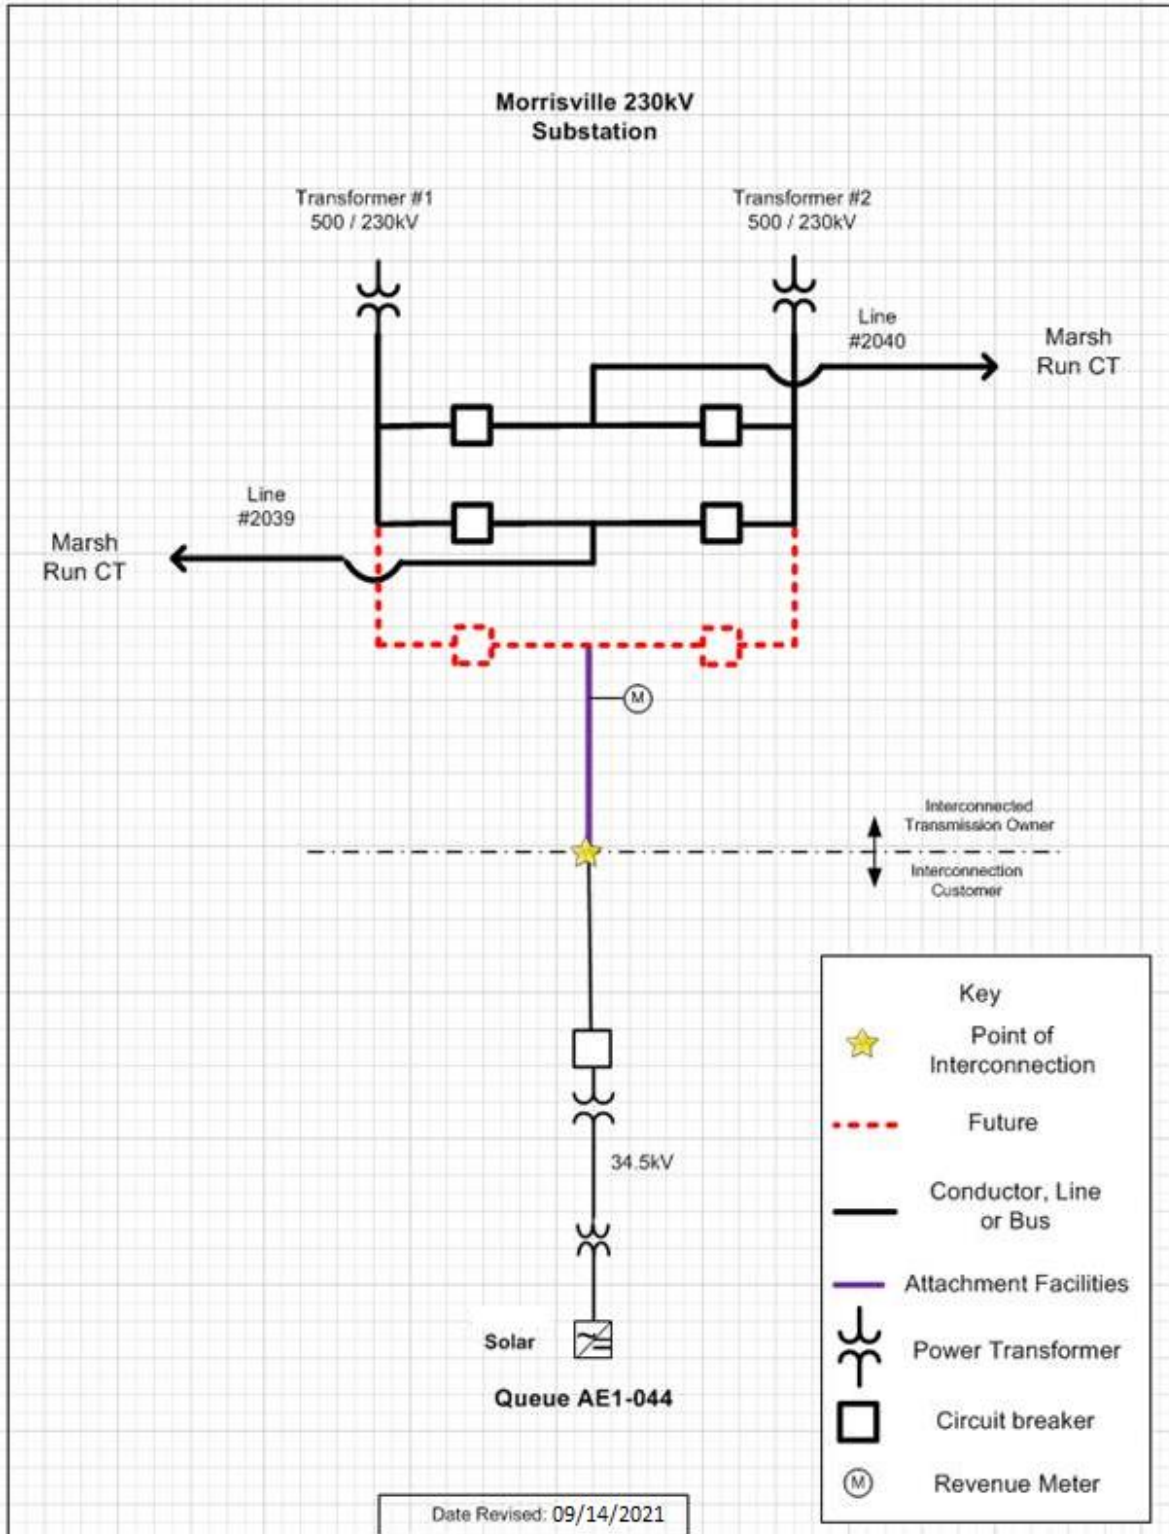 Morrisville 230kV
Substation
Transformer #1
500 / 230kV
Transformer #2
500 / 230kV
Line
#2040
Marsh
Run CT
Line
#2039
Marsh
Run CT
M
Interconnected
Transmission Owner
Interconnection
Customer
34.5kV
Solar
Queue AE1-044
Key
Point of
Interconnection
Future
Conductor, Line
or Bus
Attachment Facilities
Power Transformer
Circuit breaker
M
Revenue Meter
Date Revised: 09/14/2021